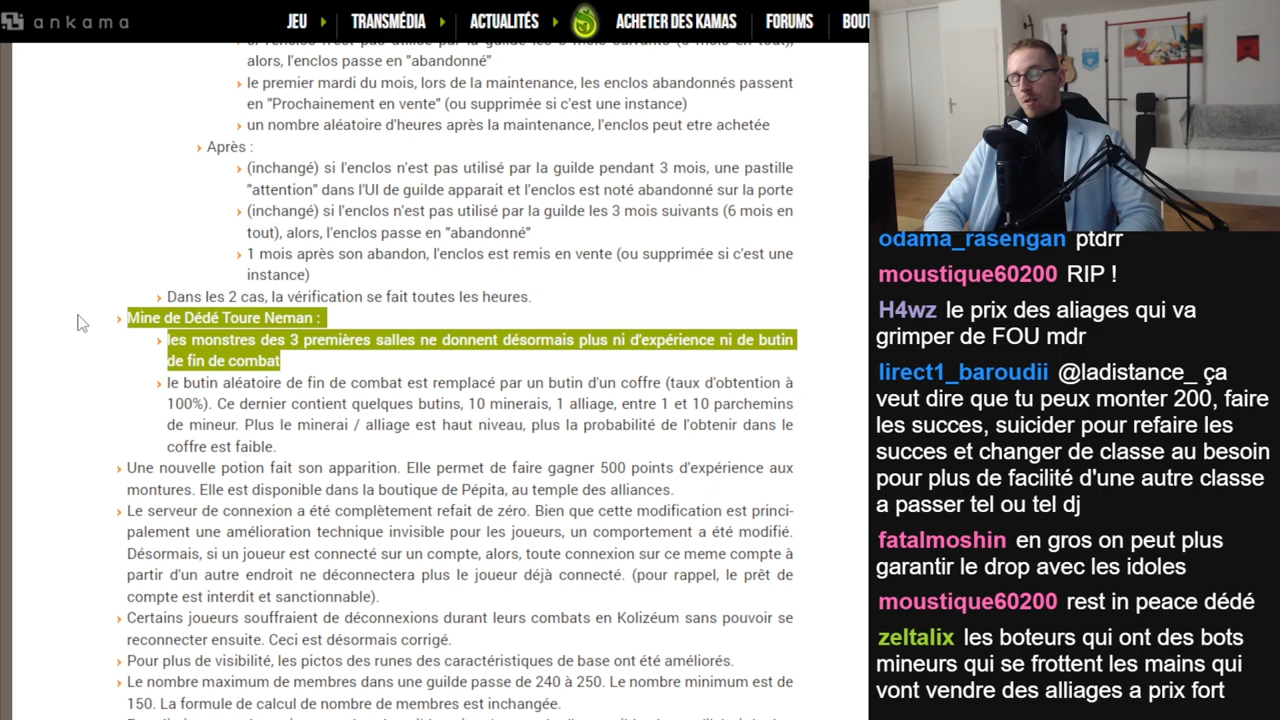 ankama
JEU
TRANSMÉDIA
ACTUALITÉS
ACHETER DES KAMAS
FORUMS
BOUT
si l'enclos n'est pas utilisé par la guilde les 3 mois suivants (6 mois en tout),
alors, l'enclos passe en "abandonné"
le premier mardi du mois, lors de la maintenance, les enclos abandonnés passent
en "Prochainement en vente" (ou supprimée si c'est une instance)
un nombre aléatoire d'heures après la maintenance, l'enclos peut etre achetée
Après :
(inchangé) si l'enclos n'est pas utilisé par la guilde pendant 3 mois, une pastille
"attention" dans l'UI de guilde apparait et l'enclos est noté abandonné sur la porte
(inchangé) si l'enclos n'est pas utilisé par la guilde les 3 mois suivants (6 mois en
tout), alors, l'enclos passe en "abandonné"
1 mois après son abandon, l'enclos est remis en vente (ou supprimée si c'est une
instance)
Dans les 2 cas, la vérification se fait toutes les heures.
Mine de Dédé Toure Neman :
les monstres des 3 premières salles ne donnent désormais plus ni d'expérience ni de butin
de fin de combat
le butin aléatoire de fin de combat est remplacé par un butin d'un coffre (taux d'obtention à
100%). Ce dernier contient quelques butins, 10 minerais, 1 alliage, entre 1 et 10 parchemins
de mineur. Plus le minerai / alliage est haut niveau, plus la probabilité de l'obtenir dans le
coffre est faible.
Une nouvelle potion fait son apparition. Elle permet de faire gagner 500 points d'expérience aux
montures. Elle est disponible dans la boutique de Pépita, au temple des alliances.
Le serveur de connexion a été complètement refait de zéro. Bien que cette modification est princi-
palement une amélioration technique invisible pour les joueurs, un comportement a été modifié.
Désormais, si un joueur est connecté sur un compte, alors, toute connexion sur ce meme compte à
partir d'un autre endroit ne déconnectera plus le joueur déjà connecté. (pour rappel, le prêt de
compte est interdit et sanctionnable).
Certains joueurs souffraient de déconnexions durant leurs combats en Kolizéum sans pouvoir se
reconnecter ensuite. Ceci est désormais corrigé.
Pour plus de visibilité, les pictos des runes des caractéristiques de base ont été améliorés.
Le nombre maximum de membres dans une guilde passe de 240 à 250. Le nombre minimum est de
150. La formule de calcul de nombre de membres est inchangée.
odama_rasengan ptdrr
moustique60200 RIP !
H4wz le prix des aliages qui va
grimper de FOU mdr
lirect1_baroudii @ladistance_ ça
veut dire que tu peux monter 200, faire
les succes, suicider pour refaire les
succes et changer de classe au besoin
pour plus de facilité d'une autre classe
a passer tel ou tel dj
fatalmoshin en gros on peut plus
garantir le drop avec les idoles
moustique60200 rest in peace dédé
zeltalix les boteurs qui ont des bots
mineurs qui se frottent les mains qui
vont vendre des alliages a prix fort